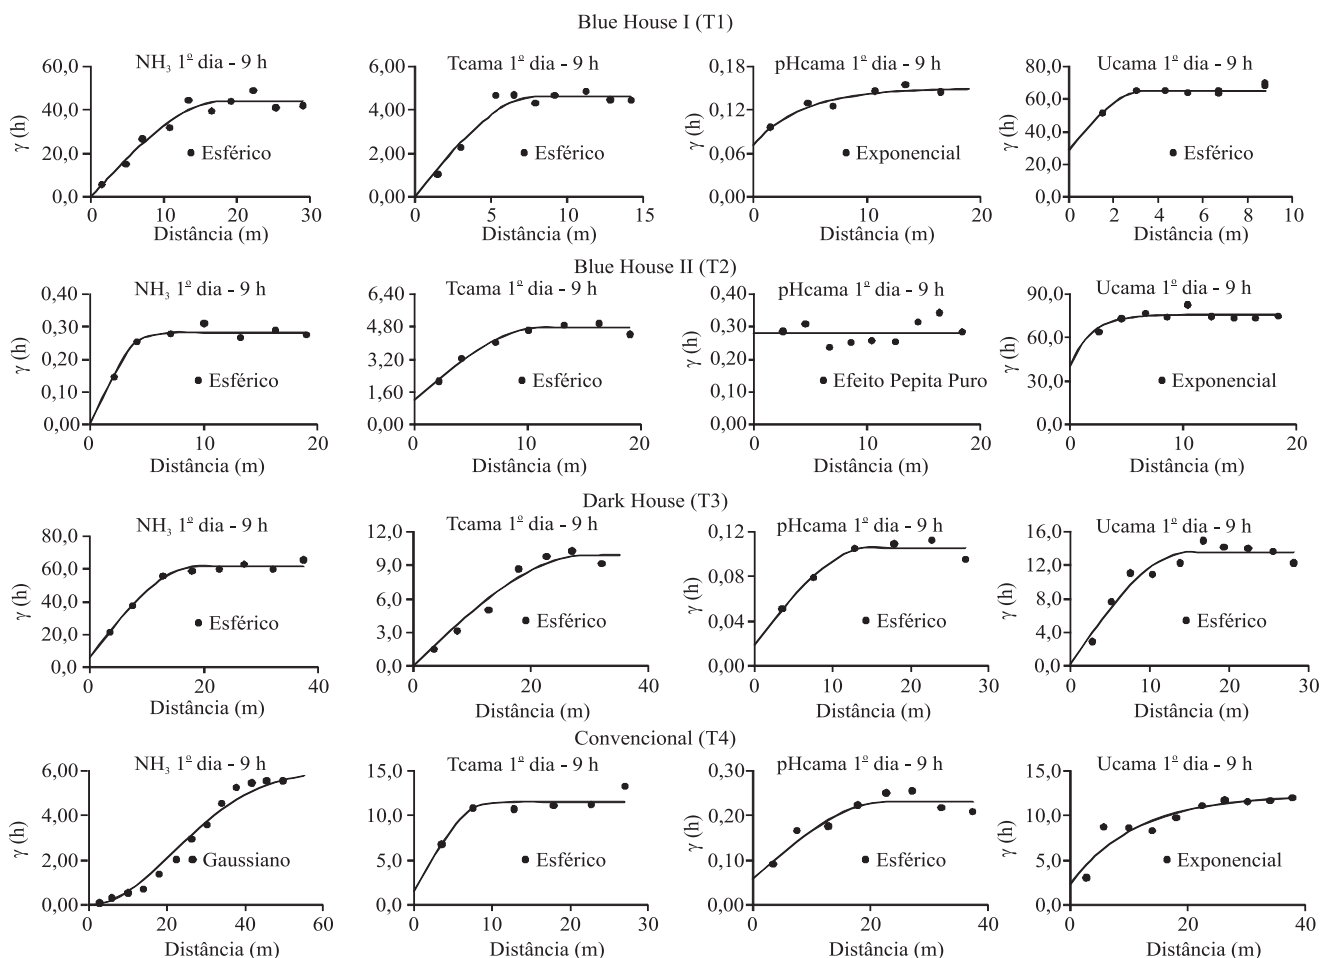 Blue House I (T1)
NH₃ 1º dia - 9 h
60,0
40,0
20,0
0,0
γ (h)
Esférico
0 10 20 30
Distância (m)
Tcama 1º dia - 9 h
6,00
4,00
2,00
0,00
Esférico
5 10 15
Distância (m)
pHcama 1º dia - 9 h
0,18
0,12
0,06
0,00
γ (h)
Exponencial
0 10 20
Distância (m)
Ucama 1º dia - 9 h
80,0
60,0
40,0
20,0
0,0
γ (h)
Esférico
0 2 4 6 8 10
Distância (m)
Blue House II (T2)
NH₃ 1º dia - 9 h
0,40
0,30
0,20
0,10
0,00
γ (h)
Esférico
0 10 20
Distância (m)
Tcama 1º dia - 9 h
6,40
4,80
3,20
1,60
0,00
Esférico
0 10 20
Distância (m)
pHcama 1º dia - 9 h
0,40
0,30
0,20
0,10
0,00
γ (h)
Efeito Pepita Puro
0 10 20
Distância (m)
Ucama 1º dia - 9 h
90,0
60,0
30,0
0,0
γ (h)
Exponencial
0 10 20
Distância (m)
Dark House (T3)
NH₃ 1º dia - 9 h
80,0
60,0
40,0
20,0
0,0
γ (h)
Esférico
0 20 40
Distância (m)
Tcama 1º dia - 9 h
12,0
9,0
6,0
3,0
0,0
Esférico
0 20 40
Distância (m)
pHcama 1º dia - 9 h
0,12
0,08
0,04
0,00
γ (h)
Esférico
0 10 20 30
Distância (m)
Ucama 1º dia - 9 h
16,0
12,0
8,0
4,0
0,0
γ (h)
Esférico
0 10 20 30
Distância (m)
Convencional (T4)
NH₃ 1º dia - 9 h
6,00
4,00
2,00
0,00
γ (h)
Gaussiano
0 20 40 60
Distância (m)
Tcama 1º dia - 9 h
15,0
10,0
5,0
0,0
Esférico
0 10 20 30
Distância (m)
pHcama 1º dia - 9 h
0,30
0,20
0,10
0,00
γ (h)
Esférico
0 20 40
Distância (m)
Ucama 1º dia - 9 h
15,0
10,0
5,0
0,0
γ (h)
Exponencial
0 20 40
Distância (m)